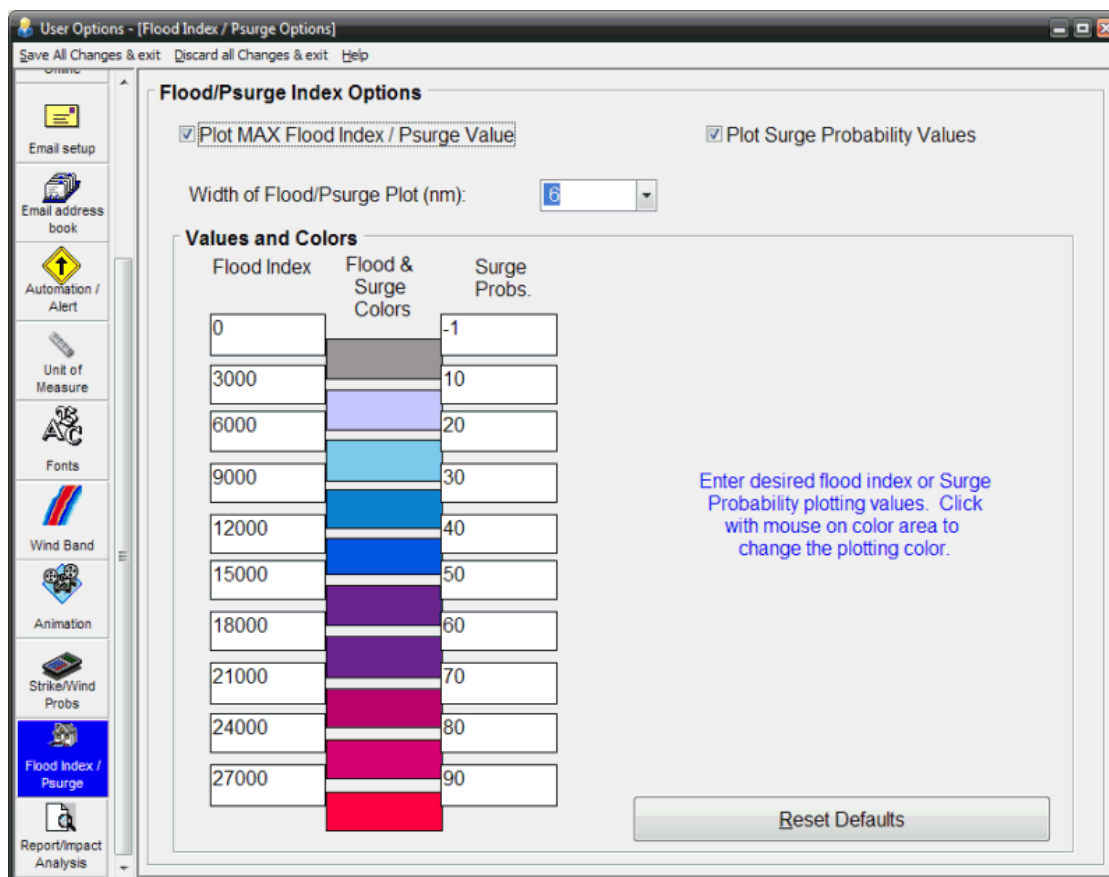 User Options - [Flood Index / Psurge Options]
Save All Changes & exit Discard all Changes & exit Help
Offline
Email setup
Email address
book
Automation /
Alert
Unit of
Measure
Fonts
Wind Band
Animation
Strike/Wind
Probs
Flood Index /
Psurge
Report/Impact
Analysis
Flood/Psurge Index Options
Plot MAX Flood Index / Psurge Value
Plot Surge Probability Values
Width of Flood/Psurge Plot (nm):
6
Values and Colors
Flood Index
Flood &
Surge
Colors
Surge
Probs.
0 -1
3000 10
6000 20
9000 30
12000 40
15000 50
18000 60
21000 70
24000 80
27000 90
Enter desired flood index or Surge
Probability plotting values. Click
with mouse on color area to
change the plotting color.
Reset Defaults